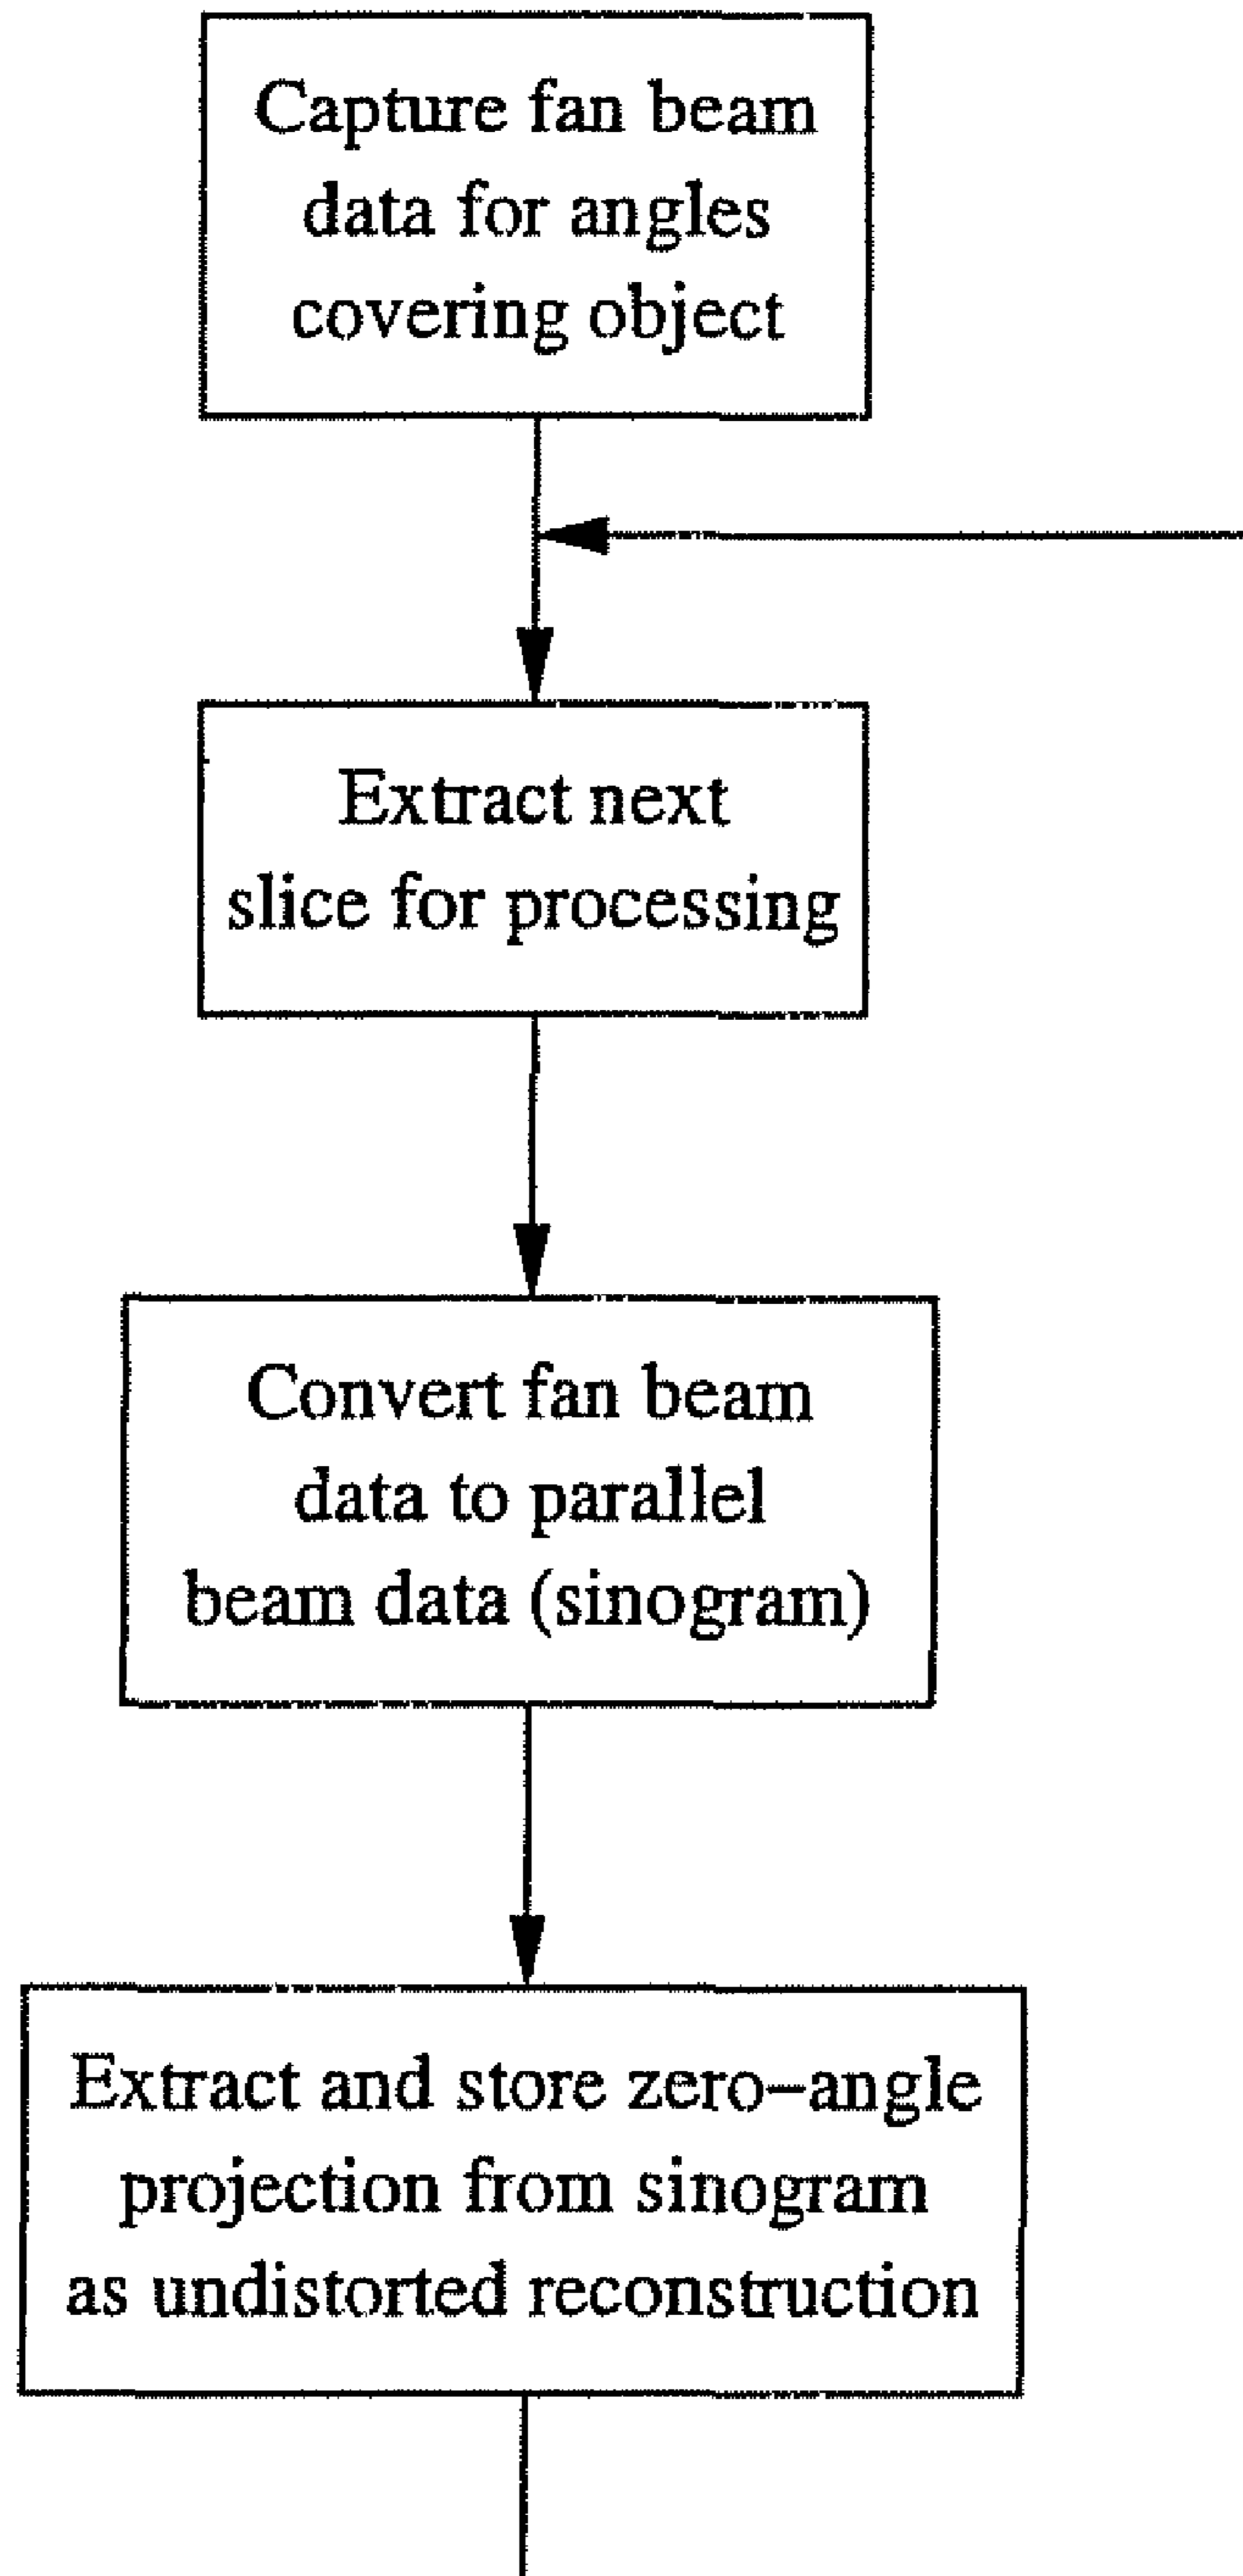 Capture fan beam
data for angles
covering object
Extract next
slice for processing
Convert fan beam
data to parallel
beam data (sinogram)
Extract and store zero–angle
projection from sinogram
as undistorted reconstruction